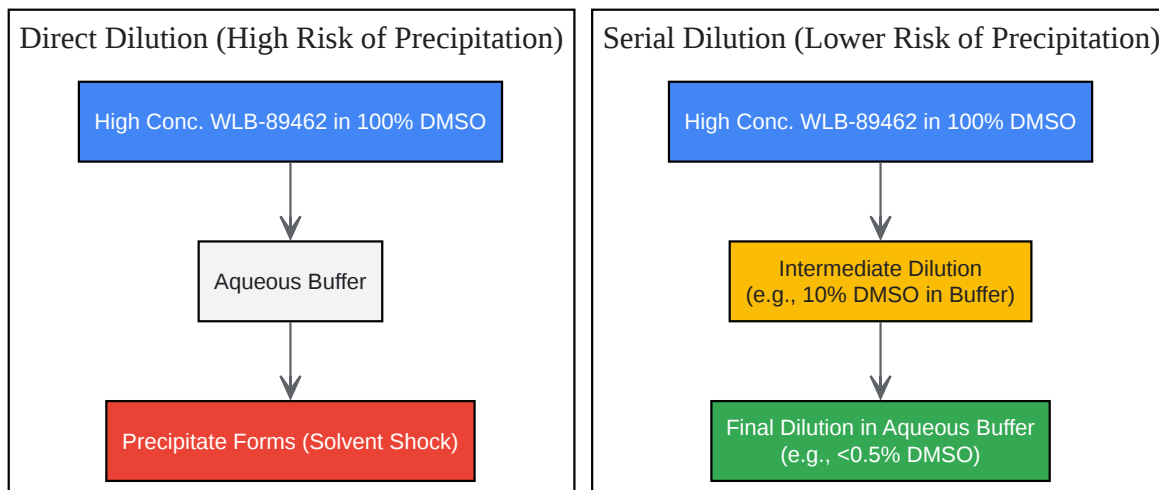 Direct Dilution (High Risk of Precipitation)
High Conc. WLB-89462 in 100% DMSO
Aqueous Buffer
Precipitate Forms (Solvent Shock)
Serial Dilution (Lower Risk of Precipitation)
High Conc. WLB-89462 in 100% DMSO
Intermediate Dilution
(e.g., 10% DMSO in Buffer)
Final Dilution in Aqueous Buffer
(e.g., <0.5% DMSO)